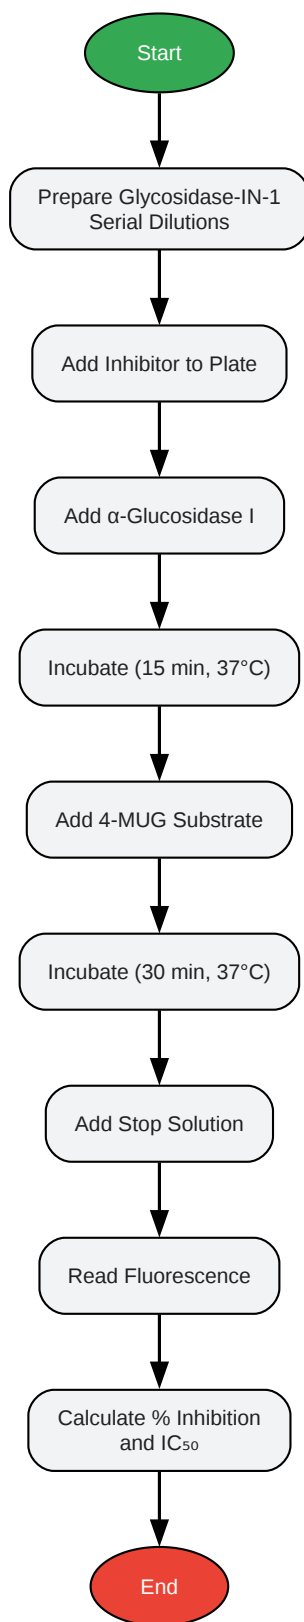 Start
Prepare Glycosidase-IN-1
Serial Dilutions
Add Inhibitor to Plate
Add α-Glucosidase I
Incubate (15 min, 37°C)
Add 4-MUG Substrate
Incubate (30 min, 37°C)
Add Stop Solution
Read Fluorescence
Calculate % Inhibition
and IC₅₀
End